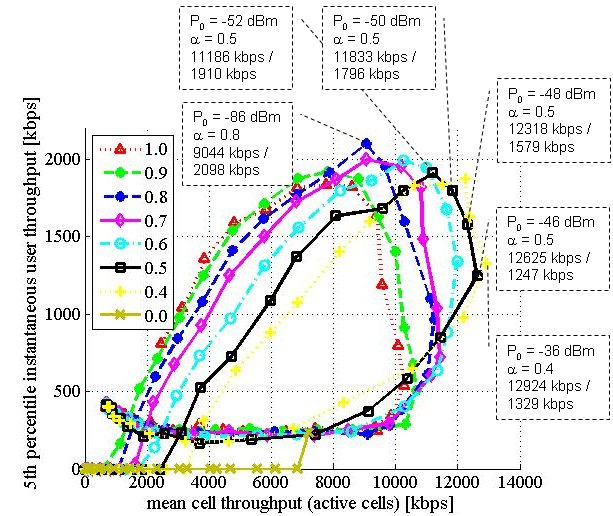 P0 = -52 dBm
α = 0.5
11186 kbps /
1910 kbps
P0 = -50 dBm
α = 0.5
11833 kbps /
1796 kbps
P0 = -48 dBm
α = 0.5
12318 kbps /
1579 kbps
P0 = -86 dBm
α = 0.8
9044 kbps /
2098 kbps
P0 = -46 dBm
α = 0.5
12625 kbps /
1247 kbps
P0 = -36 dBm
α = 0.4
12924 kbps /
1329 kbps
1.0
0.9
0.8
0.7
0.6
0.5
0.4
0.0
5th percentile instantaneous user throughput [kbps]
2000
1500
1000
500
0
0 2000 4000 6000 8000 10000 12000 14000
mean cell throughput (active cells) [kbps]